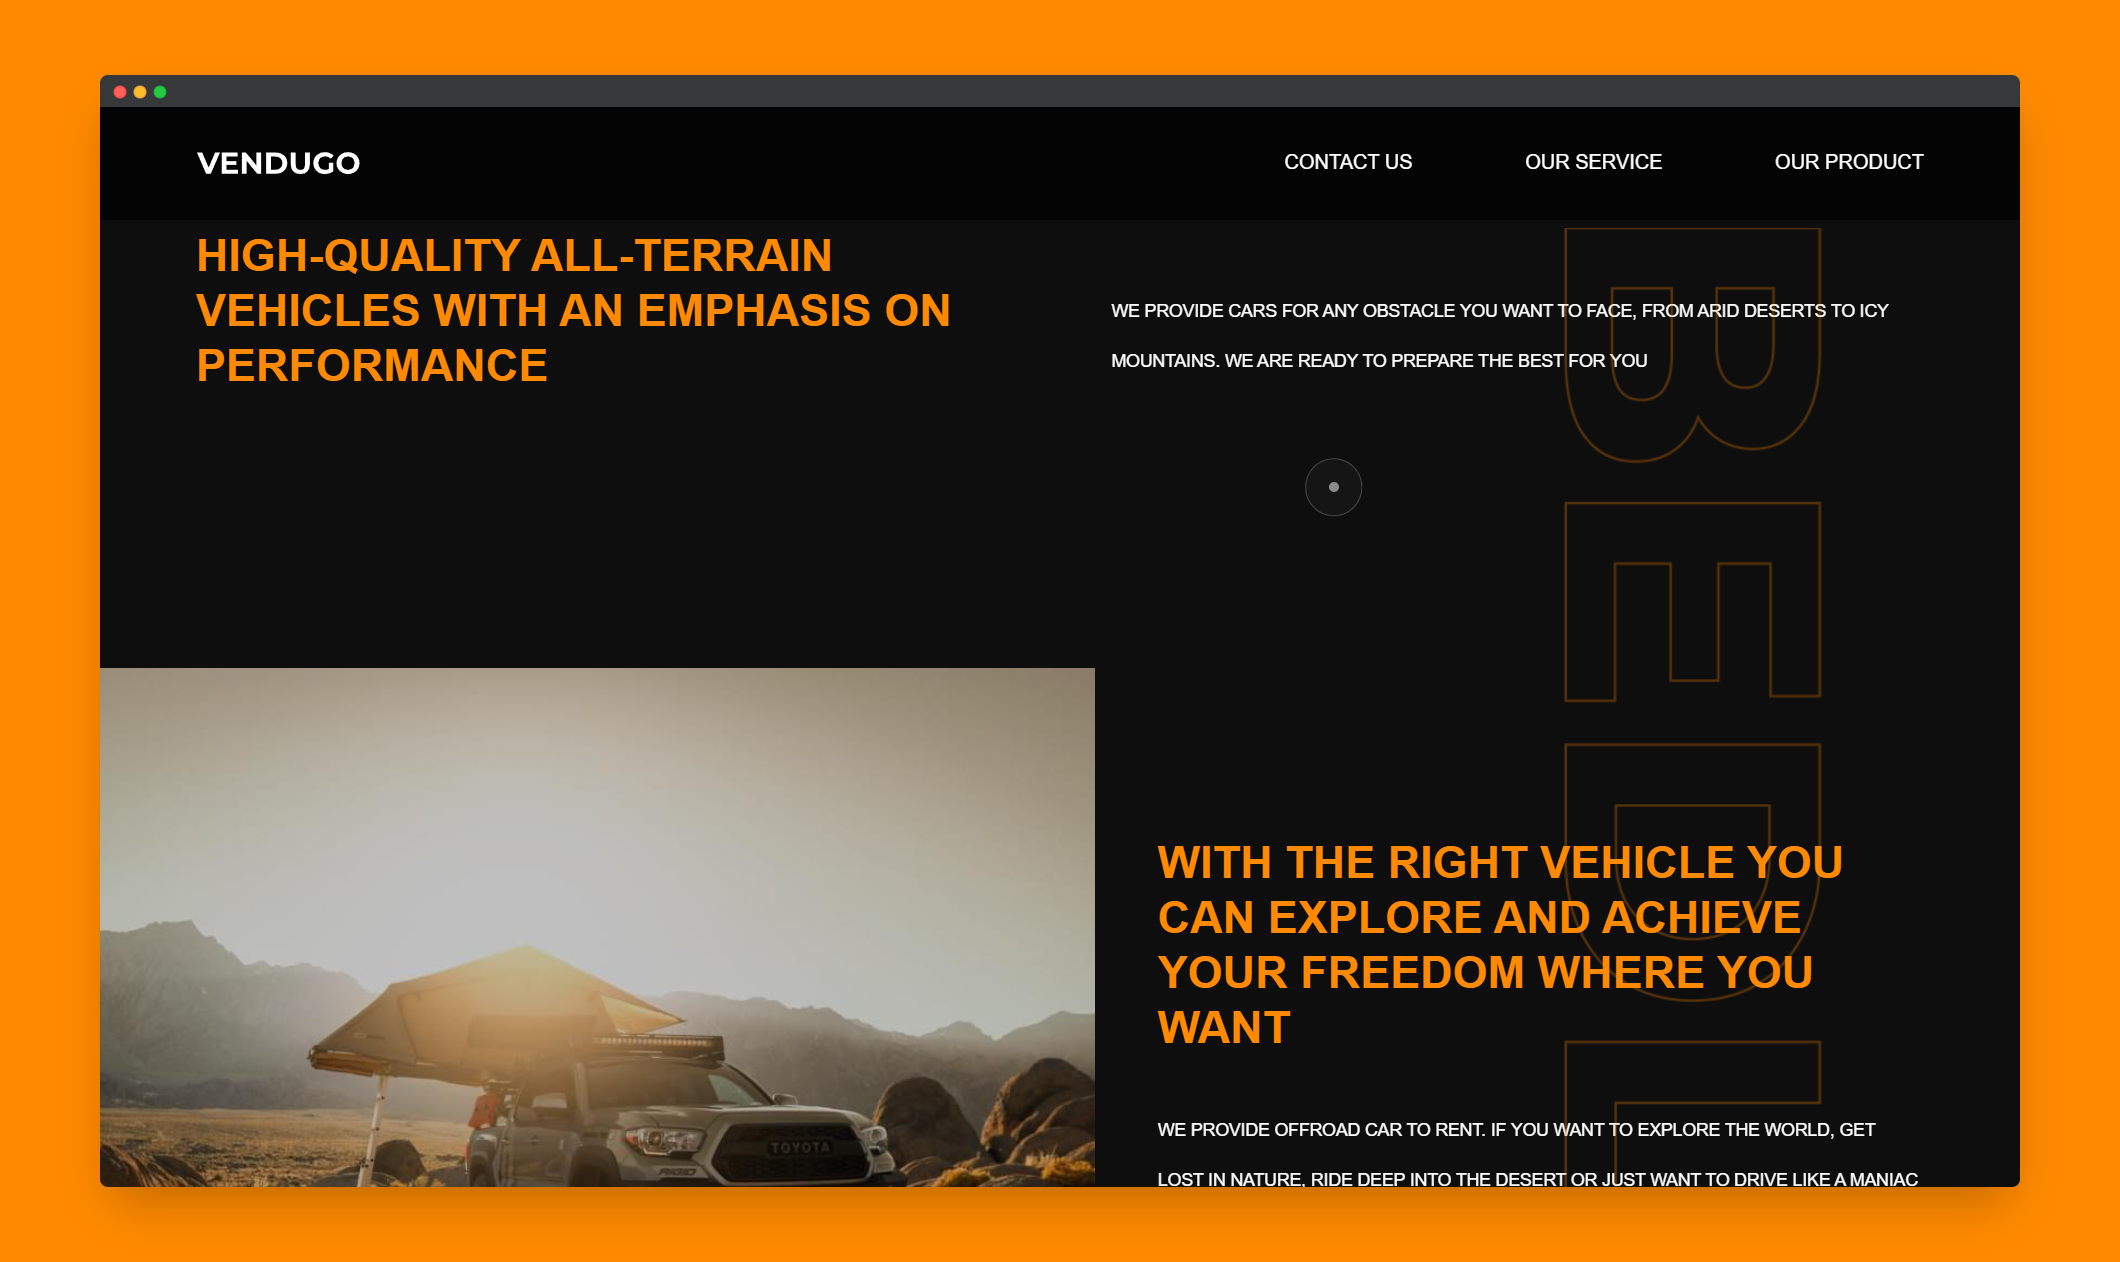 VENDUGO
CONTACT US
OUR SERVICE
OUR PRODUCT
HIGH-QUALITY ALL-TERRAIN
VEHICLES WITH AN EMPHASIS ON
PERFORMANCE
WE PROVIDE CARS FOR ANY OBSTACLE YOU WANT TO FACE, FROM ARID DESERTS TO ICY
MOUNTAINS. WE ARE READY TO PREPARE THE BEST FOR YOU
BED
WITH THE RIGHT VEHICLE YOU
CAN EXPLORE AND ACHIEVE
YOUR FREEDOM WHERE YOU
WANT
WE PROVIDE OFFROAD CAR TO RENT. IF YOU WANT TO EXPLORE THE WORLD, GET
LOST IN NATURE, RIDE DEEP INTO THE DESERT OR JUST WANT TO DRIVE LIKE A MANIAC
TOYOTA
RIGID